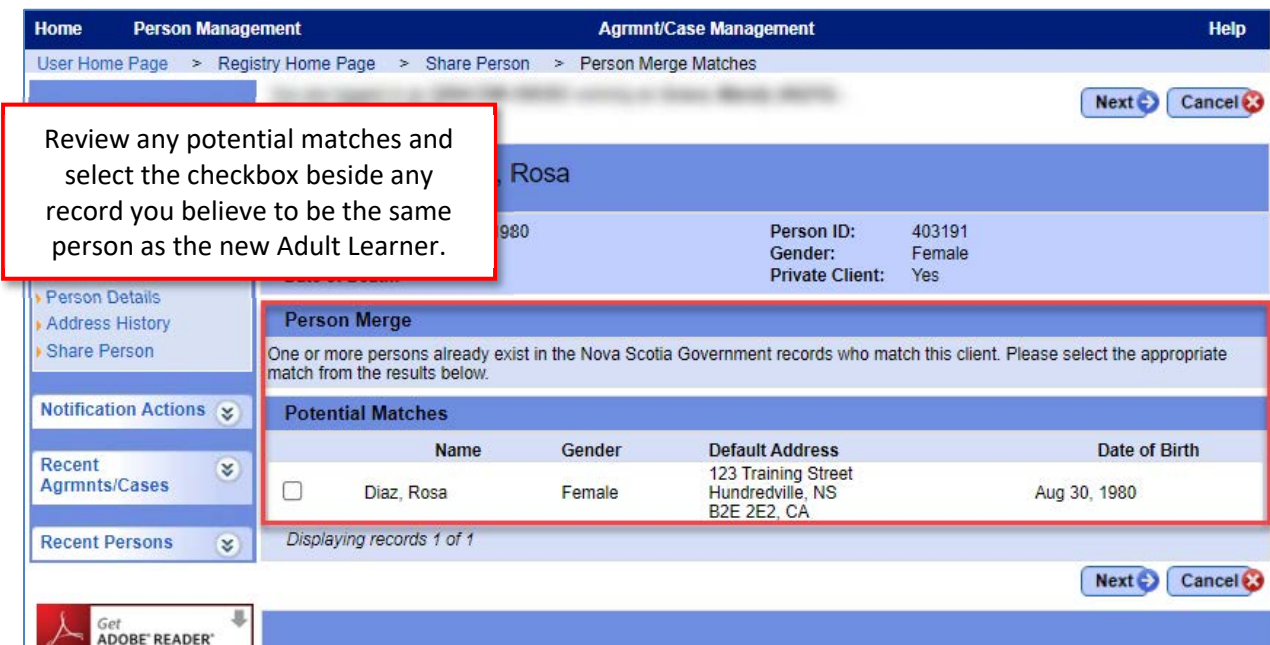 Home Person Management Agrmnt/Case Management Help
User Home Page > Registry Home Page > Share Person > Person Merge Matches
Next Cancel
Review any potential matches and
select the checkbox beside any
record you believe to be the same
person as the new Adult Learner.
, Rosa
980 Person ID: 403191
Gender: Female
Private Client: Yes
Person Details
Address History
Share Person
Notification Actions
Recent
Agrmnts/Cases
Recent Persons
Person Merge
One or more persons already exist in the Nova Scotia Government records who match this client. Please select the appropriate
match from the results below.
Potential Matches
Name Gender Default Address Date of Birth
Diaz, Rosa Female 123 Training Street
Hundredville, NS
B2E 2E2, CA
Aug 30, 1980
Displaying records 1 of 1
Next Cancel
Get
ADOBE® READER®